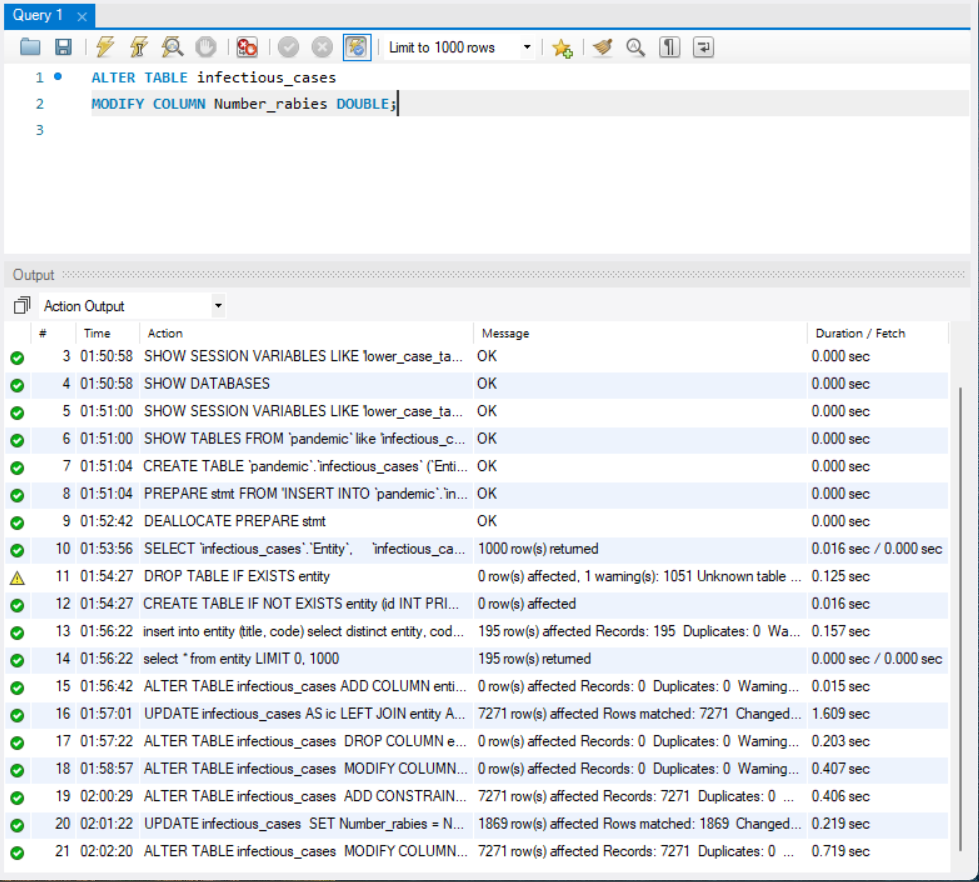 Query 1
Limit to 1000 rows
1 ALTER TABLE infectious_cases
2 MODIFY COLUMN Number_rabies DOUBLE;
3
Output
Action Output
# Time Action Message Duration / Fetch
3 01:50:58 SHOW SESSION VARIABLES LIKE 'lower_case_ta... OK 0.000 sec
4 01:50:58 SHOW DATABASES OK 0.000 sec
5 01:51:00 SHOW SESSION VARIABLES LIKE 'lower_case_ta... OK 0.000 sec
6 01:51:00 SHOW TABLES FROM `pandemic` like 'infectious_c... OK 0.000 sec
7 01:51:04 CREATE TABLE `pandemic`.`infectious_cases` (`Enti... OK 0.000 sec
8 01:51:04 PREPARE stmt FROM 'INSERT INTO `pandemic`.`in... OK 0.000 sec
9 01:52:42 DEALLOCATE PREPARE stmt OK 0.000 sec
10 01:53:56 SELECT `infectious_cases`.`Entity`, `infectious_ca... 1000 row(s) returned 0.016 sec / 0.000 sec
11 01:54:27 DROP TABLE IF EXISTS entity 0 row(s) affected, 1 warning(s): 1051 Unknown table ... 0.125 sec
12 01:54:27 CREATE TABLE IF NOT EXISTS entity (id INT PRI... 0 row(s) affected 0.016 sec
13 01:56:22 insert into entity (title, code) select distinct entity, cod... 195 row(s) affected Records: 195 Duplicates: 0 Wa... 0.157 sec
14 01:56:22 select * from entity LIMIT 0, 1000 195 row(s) returned 0.000 sec / 0.000 sec
15 01:56:42 ALTER TABLE infectious_cases ADD COLUMN enti... 0 row(s) affected Records: 0 Duplicates: 0 Warning... 0.015 sec
16 01:57:01 UPDATE infectious_cases AS ic LEFT JOIN entity A... 7271 row(s) affected Rows matched: 7271 Changed... 1.609 sec
17 01:57:22 ALTER TABLE infectious_cases DROP COLUMN e... 0 row(s) affected Records: 0 Duplicates: 0 Warning... 0.203 sec
18 01:58:57 ALTER TABLE infectious_cases MODIFY COLUMN... 0 row(s) affected Records: 0 Duplicates: 0 Warning... 0.407 sec
19 02:00:29 ALTER TABLE infectious_cases ADD CONSTRAIN... 7271 row(s) affected Records: 7271 Duplicates: 0 ... 0.406 sec
20 02:01:22 UPDATE infectious_cases SET Number_rabies = N... 1869 row(s) affected Rows matched: 1869 Changed... 0.219 sec
21 02:02:20 ALTER TABLE infectious_cases MODIFY COLUMN... 7271 row(s) affected Records: 7271 Duplicates: 0 ... 0.719 sec